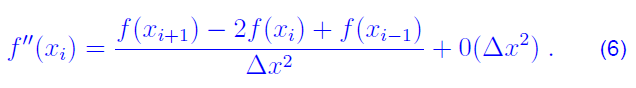 f''(x_i) = \frac{f(x_{i+1}) - 2f(x_i) + f(x_{i-1})}{\Delta x^2} + 0(\Delta x^2) . (6)